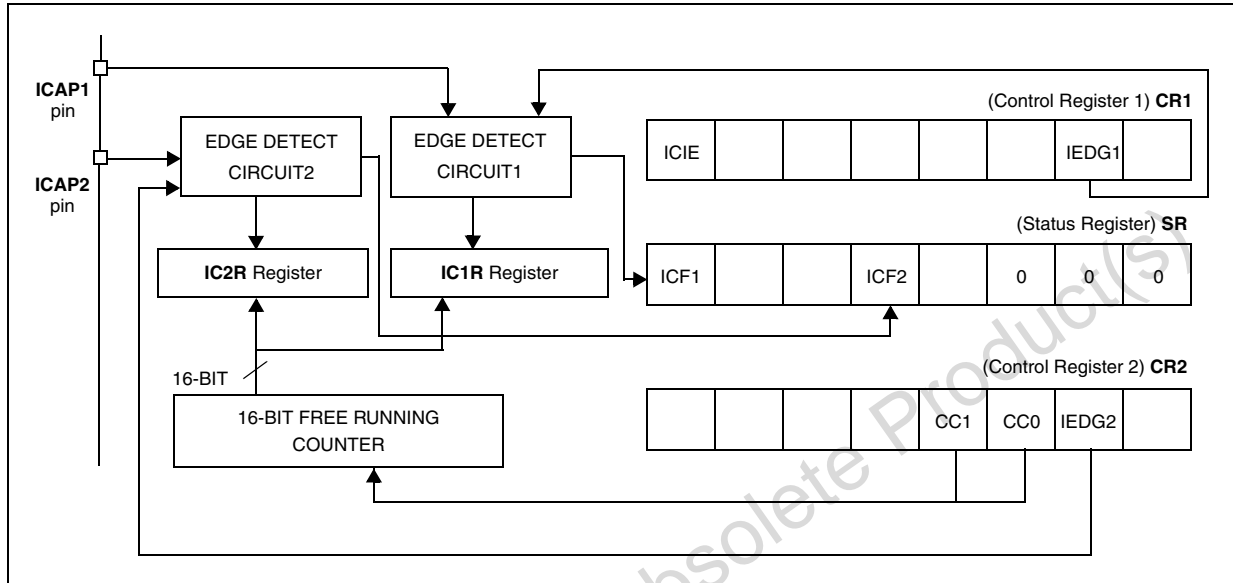 ICAP1
pin
ICAP2
pin
EDGE DETECT
CIRCUIT2
EDGE DETECT
CIRCUIT1
IC2R Register
IC1R Register
16-BIT
16-BIT FREE RUNNING
COUNTER
(Control Register 1) CR1
ICIE IEDG1
(Status Register) SR
ICF1 ICF2 0 0 0
(Control Register 2) CR2
CC1 CC0 IEDG2
bsolete Product(s)